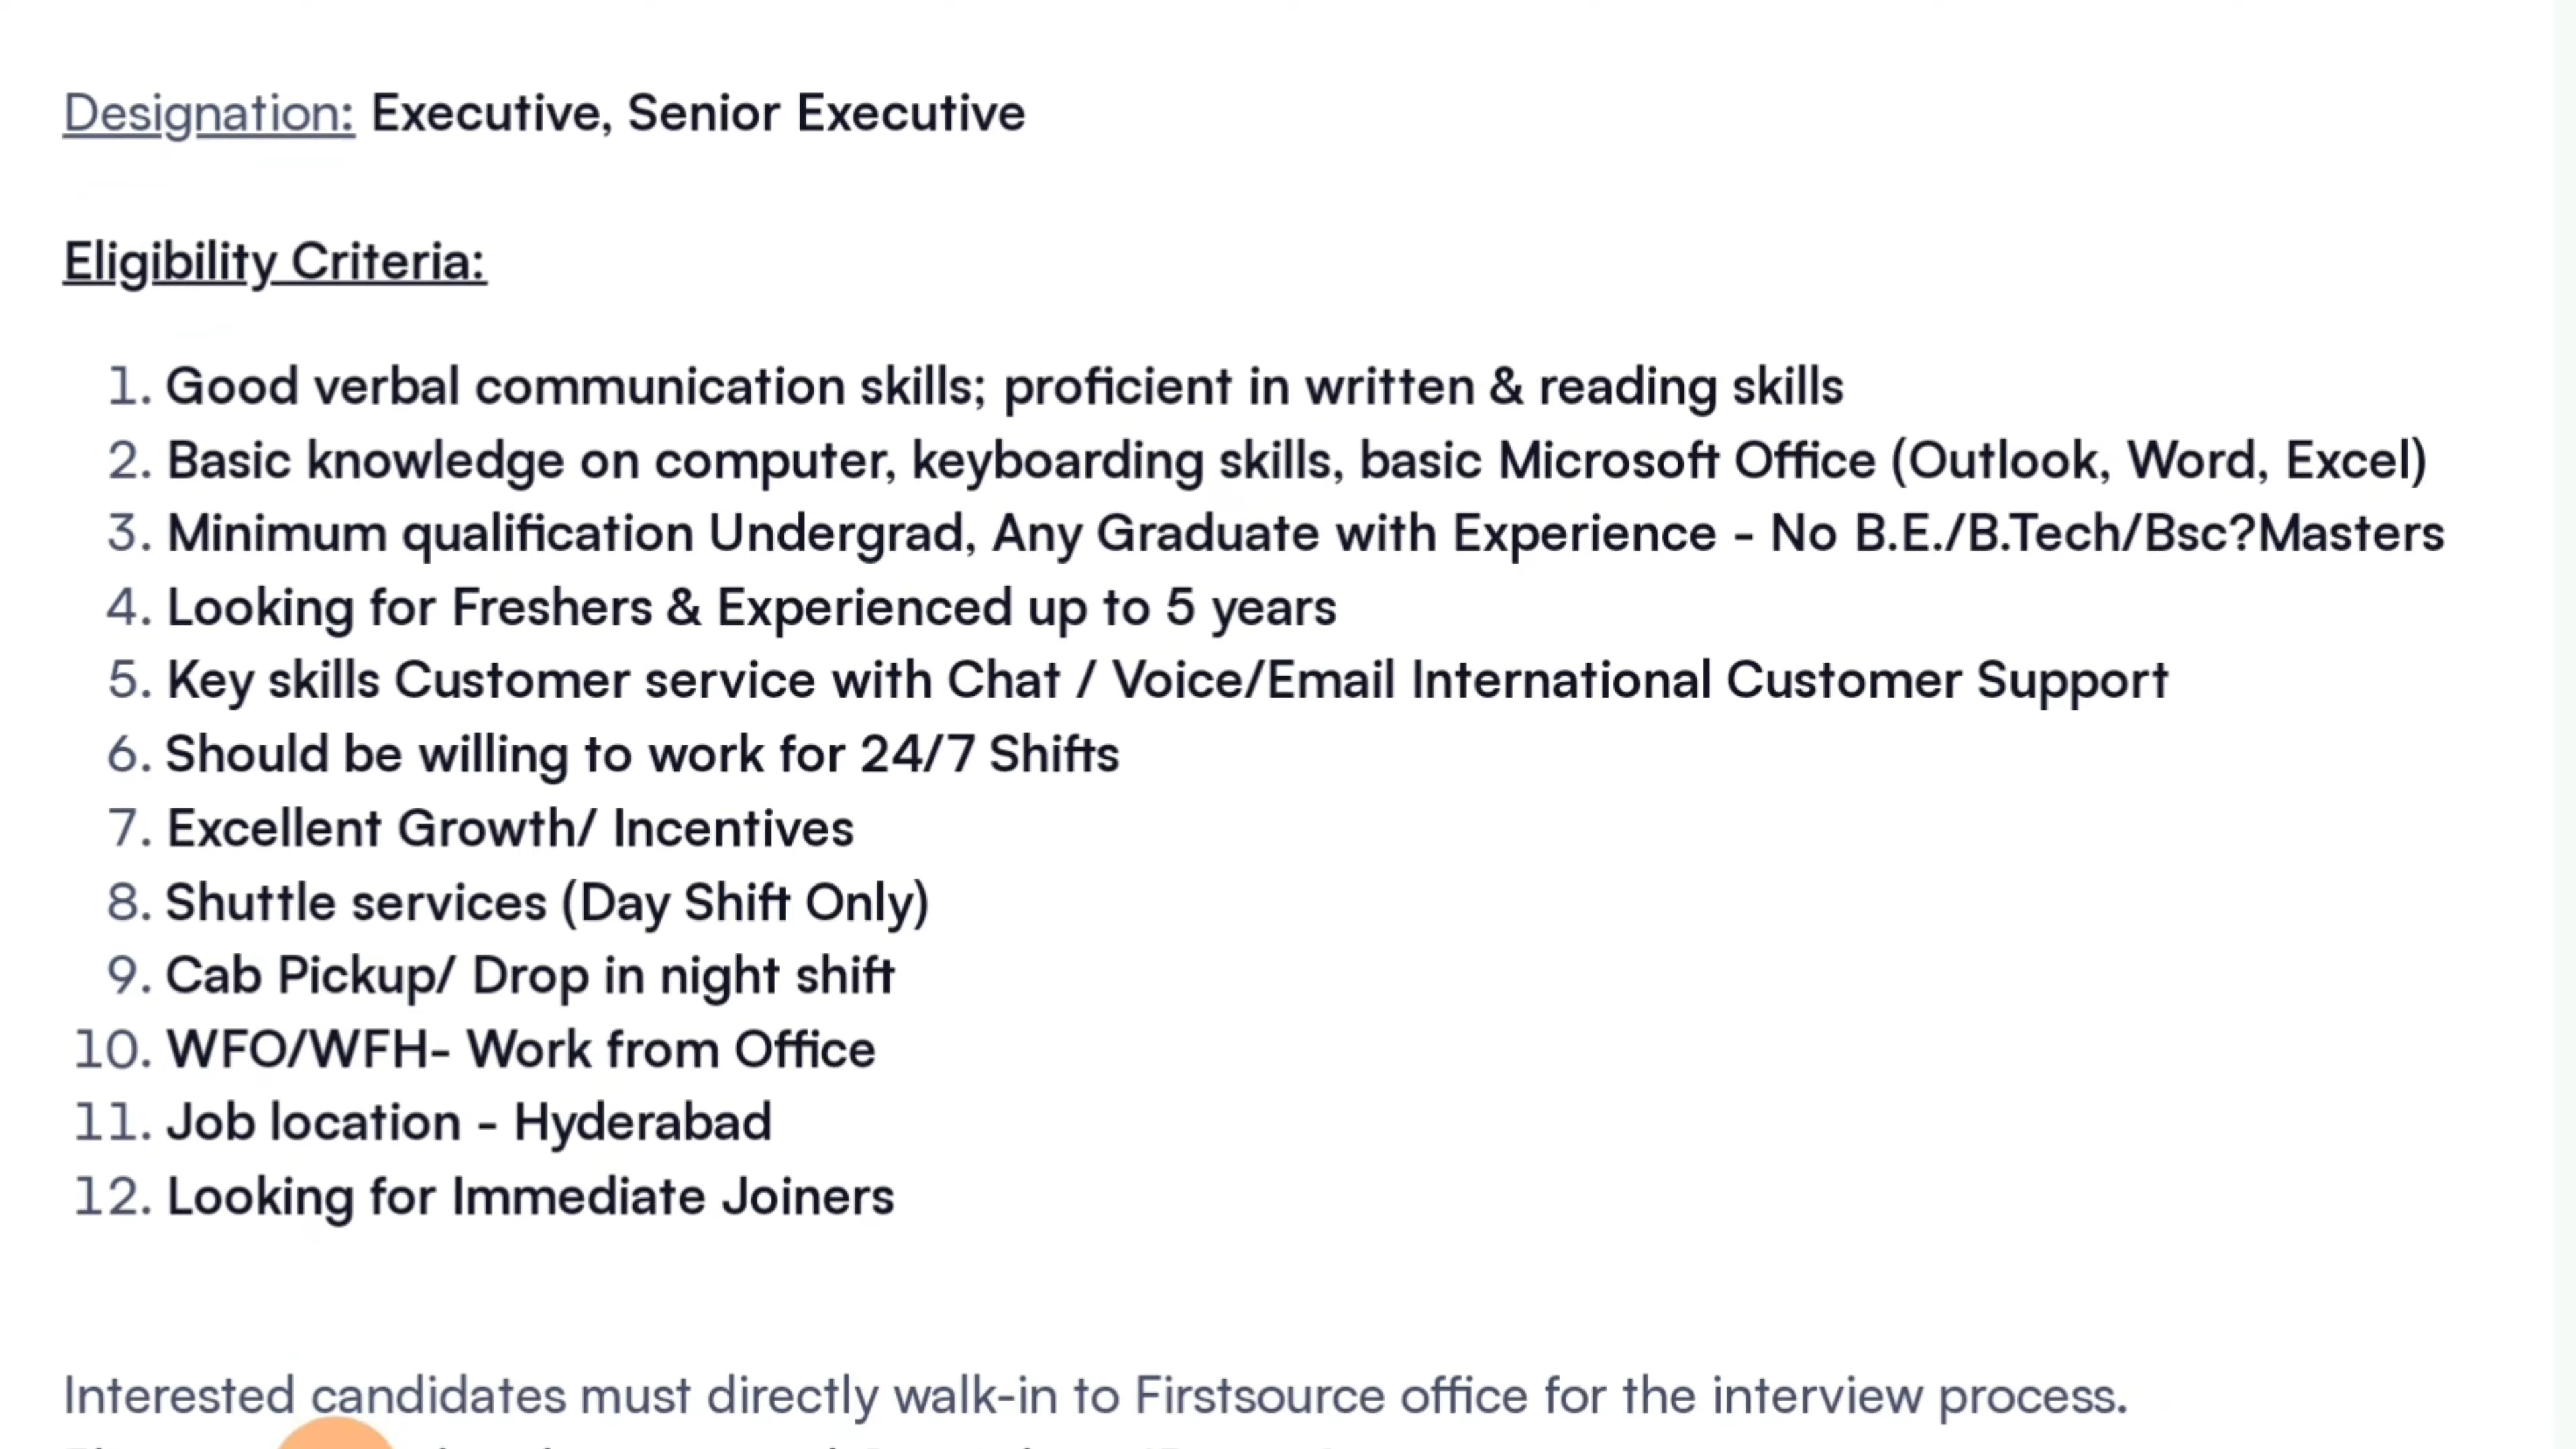 Designation: Executive, Senior Executive
Eligibility Criteria:
1. Good verbal communication skills; proficient in written & reading skills
2. Basic knowledge on computer, keyboarding skills, basic Microsoft Office (Outlook, Word, Excel)
3. Minimum qualification Undergrad, Any Graduate with Experience - No B.E./B.Tech/Bsc?Masters
4. Looking for Freshers & Experienced up to 5 years
5. Key skills Customer service with Chat / Voice/Email International Customer Support
6. Should be willing to work for 24/7 Shifts
7. Excellent Growth/ Incentives
8. Shuttle services (Day Shift Only)
9. Cab Pickup/ Drop in night shift
10. WFO/WFH- Work from Office
11. Job location - Hyderabad
12. Looking for Immediate Joiners
Interested candidates must directly walk-in to Firstsource office for the interview process.